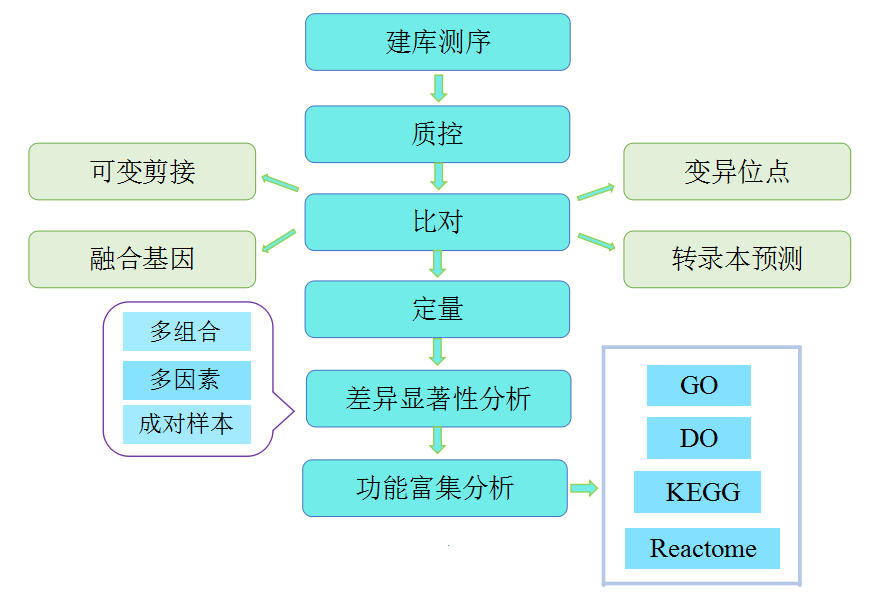 建库测序
质控
可变剪接
变异位点
比对
融合基因
转录本预测
定量
多组合
多因素
成对样本
差异显著性分析
功能富集分析
GO
DO
KEGG
Reactome